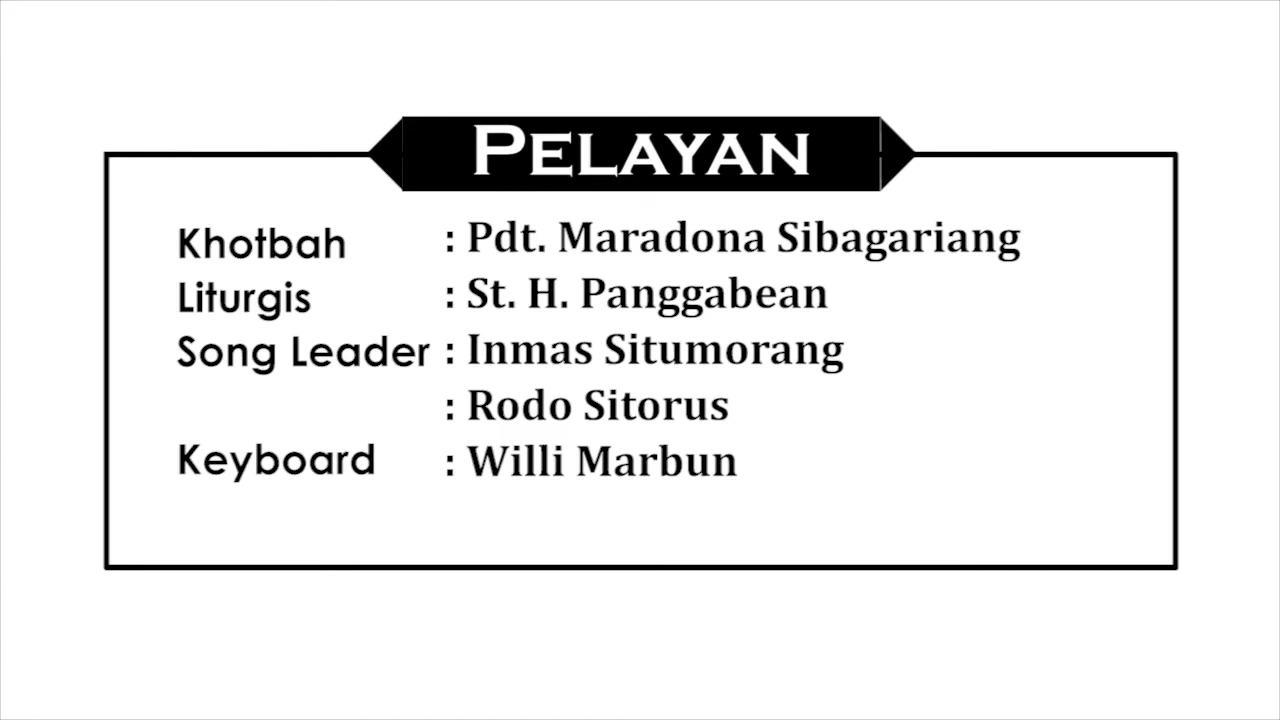 PELAYAN
Khotbah : Pdt. Maradona Sibagariang
Liturgis : St. H. Panggabean
Song Leader : Inmas Situmorang
: Rodo Sitorus
Keyboard : Willi Marbun